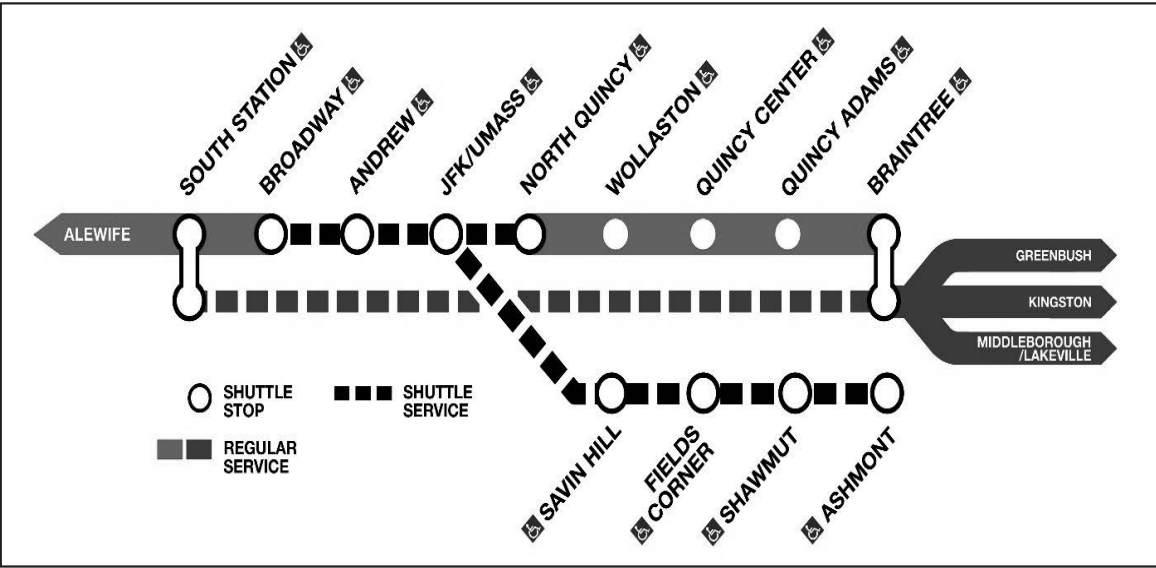 SOUTH STATION
BROADWAY
ANDREW
JFK/UMASS
NORTH QUINCY
WOLLASTON
QUINCY CENTER
QUINCY ADAMS
BRAINTREE
ALEWIFE
GREENBUSH
KINGSTON
MIDDLEBOROUGH
/LAKEVILLE
SHUTTLE
STOP
SHUTTLE
SERVICE
REGULAR
SERVICE
SAVIN HILL
FIELDS
CORNER
SHAWMUT
ASHMONT